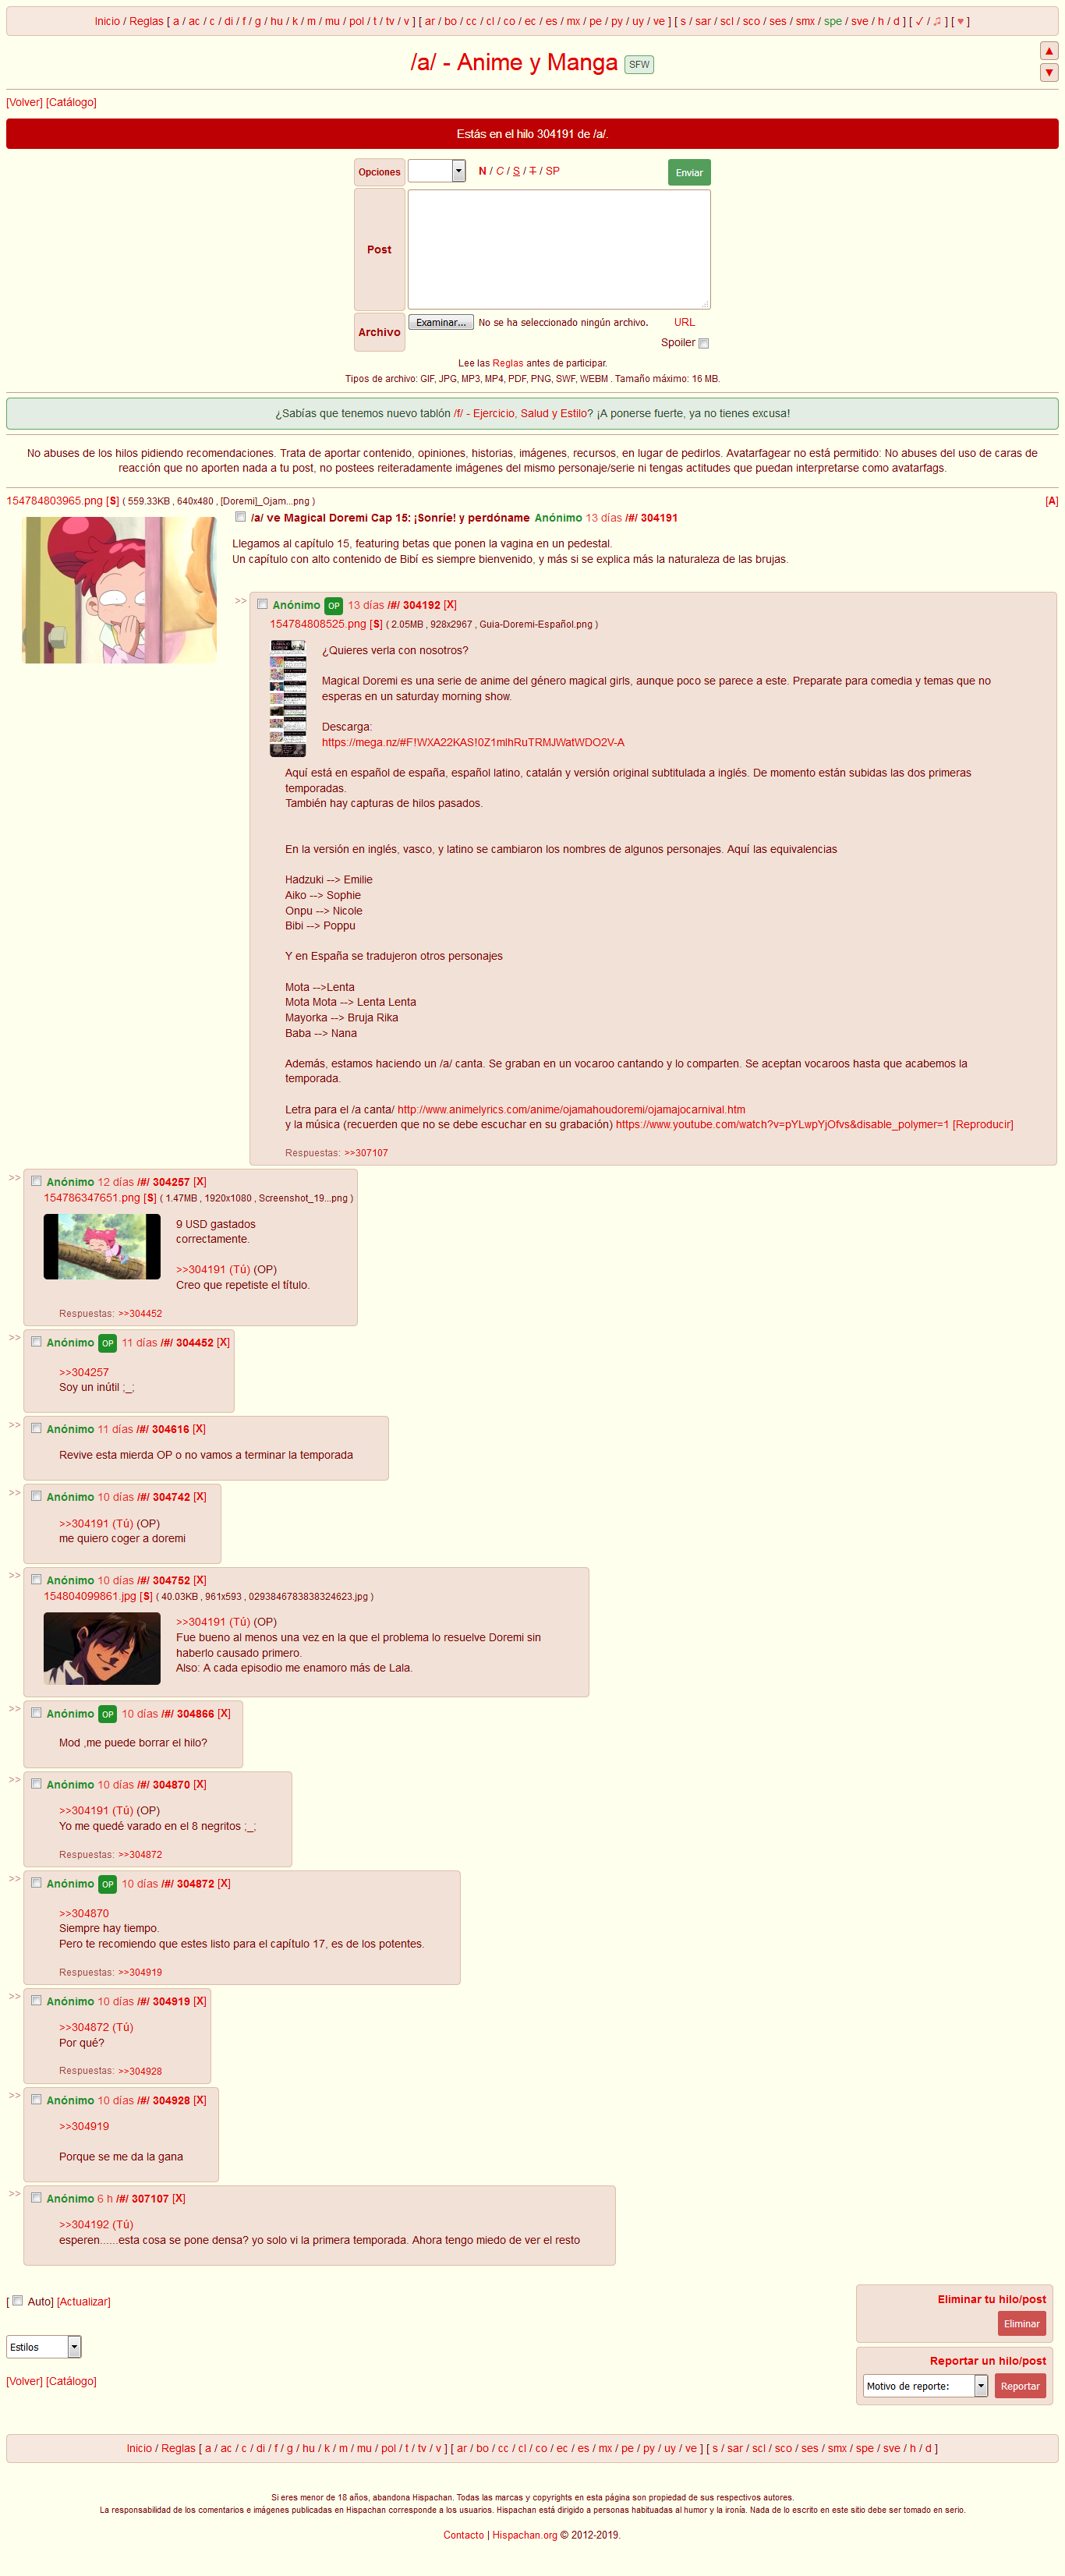 Inicio / Reglas [ a / ac / c / di / f / g / hu / k / m / mu / pol / t / tv / v ] [ ar / bo / cc / cl / co / ec / es / mx / pe / py / uy / ve ] [ s / sar / scl / sco / ses / smx / spe / sve / h / d ] [ ✓ / ♫ ] [ ♥ ]
/a/ - Anime y Manga SFW
▲
▼
[Volver] [Catálogo]
Estás en el hilo 304191 de /a/.
Opciones N / C / S / T / SP Enviar
Post
Archivo Examinar... No se ha seleccionado ningún archivo. URL
Spoiler
Lee las Reglas antes de participar.
Tipos de archivo: GIF, JPG, MP3, MP4, PDF, PNG, SWF, WEBM . Tamaño máximo: 16 MB.
¿Sabías que tenemos nuevo tablón /f/ - Ejercicio, Salud y Estilo? ¡A ponerse fuerte, ya no tienes excusa!
No abuses de los hilos pidiendo recomendaciones. Trata de aportar contenido, opiniones, historias, imágenes, recursos, en lugar de pedirlos. Avatarfagear no está permitido: No abuses del uso de caras de
reacción que no aporten nada a tu post, no postees reiteradamente imágenes del mismo personaje/serie ni tengas actitudes que puedan interpretarse como avatarfags.
154784803965.png [S] ( 559.33KB , 640x480 , [Doremi]_Ojam...png ) [A]
/a/ ve Magical Doremi Cap 15: ¡Sonríe! y perdóname Anónimo 13 días /#/ 304191
Llegamos al capítulo 15, featuring betas que ponen la vagina en un pedestal.
Un capítulo con alto contenido de Bibí es siempre bienvenido, y más si se explica más la naturaleza de las brujas.
>> Anónimo OP 13 días /#/ 304192 [X]
154784808525.png [S] ( 2.05MB , 928x2967 , Guia-Doremi-Español.png )
¿Quieres verla con nosotros?
Magical Doremi es una serie de anime del género magical girls, aunque poco se parece a este. Preparate para comedia y temas que no
esperas en un saturday morning show.
Descarga:
https://mega.nz/#F!WXA22KAS!0Z1mlhRuTRMJWatWDO2V-A
Aquí está en español de españa, español latino, catalán y versión original subtitulada a inglés. De momento están subidas las dos primeras
temporadas.
También hay capturas de hilos pasados.
En la versión en inglés, vasco, y latino se cambiaron los nombres de algunos personajes. Aquí las equivalencias
Hadzuki --> Emilie
Aiko --> Sophie
Onpu --> Nicole
Bibi --> Poppu
Y en España se tradujeron otros personajes
Mota -->Lenta
Mota Mota --> Lenta Lenta
Mayorka --> Bruja Rika
Baba --> Nana
Además, estamos haciendo un /a/ canta. Se graban en un vocaroo cantando y lo comparten. Se aceptan vocaroos hasta que acabemos la
temporada.
Letra para el /a canta/ http://www.animelyrics.com/anime/ojamahoudoremi/ojamajocarnival.htm
y la música (recuerden que no se debe escuchar en su grabación) https://www.youtube.com/watch?v=pYLwpYjOfvs&disable_polymer=1 [Reproducir]
Respuestas: >>307107
>> Anónimo 12 días /#/ 304257 [X]
154786347651.png [S] ( 1.47MB , 1920x1080 , Screenshot_19...png )
9 USD gastados
correctamente.
>>304191 (Tú) (OP)
Creo que repetiste el título.
Respuestas: >>304452
>> Anónimo OP 11 días /#/ 304452 [X]
>>304257
Soy un inútil ;_;
>> Anónimo 11 días /#/ 304616 [X]
Revive esta mierda OP o no vamos a terminar la temporada
>> Anónimo 10 días /#/ 304742 [X]
>>304191 (Tú) (OP)
me quiero coger a doremi
>> Anónimo 10 días /#/ 304752 [X]
154804099861.jpg [S] ( 40.03KB , 961x593 , 0293846783838324623.jpg )
>>304191 (Tú) (OP)
Fue bueno al menos una vez en la que el problema lo resuelve Doremi sin
haberlo causado primero.
Also: A cada episodio me enamoro más de Lala.
>> Anónimo OP 10 días /#/ 304866 [X]
Mod ,me puede borrar el hilo?
>> Anónimo 10 días /#/ 304870 [X]
>>304191 (Tú) (OP)
Yo me quedé varado en el 8 negritos ;_;
Respuestas: >>304872
>> Anónimo OP 10 días /#/ 304872 [X]
>>304870
Siempre hay tiempo.
Pero te recomiendo que estes listo para el capítulo 17, es de los potentes.
Respuestas: >>304919
>> Anónimo 10 días /#/ 304919 [X]
>>304872 (Tú)
Por qué?
Respuestas: >>304928
>> Anónimo 10 días /#/ 304928 [X]
>>304919
Porque se me da la gana
>> Anónimo 6 h /#/ 307107 [X]
>>304192 (Tú)
esperen......esta cosa se pone densa? yo solo vi la primera temporada. Ahora tengo miedo de ver el resto
[ Auto] [Actualizar]
Eliminar tu hilo/post
Eliminar
Estilos
Reportar un hilo/post
Motivo de reporte: Reportar
[Volver] [Catálogo]
Inicio / Reglas [ a / ac / c / di / f / g / hu / k / m / mu / pol / t / tv / v ] [ ar / bo / cc / cl / co / ec / es / mx / pe / py / uy / ve ] [ s / sar / scl / sco / ses / smx / spe / sve / h / d ]
Si eres menor de 18 años, abandona Hispachan. Todas las marcas y copyrights en esta página son propiedad de sus respectivos autores.
La responsabilidad de los comentarios e imágenes publicadas en Hispachan corresponde a los usuarios. Hispachan está dirigido a personas habituadas al humor y la ironía. Nada de lo escrito en este sitio debe ser tomado en serio.
Contacto | Hispachan.org © 2012-2019.